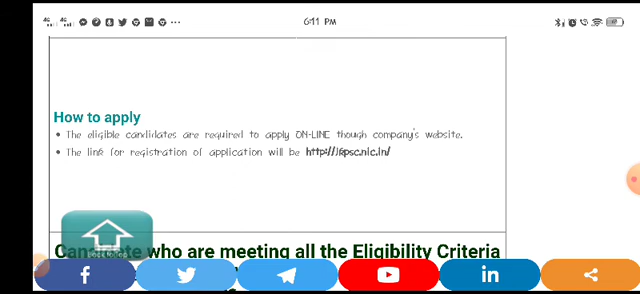 6:11 PM
How to apply
• The eligible candidates are required to apply ON-LINE though company's website.
• The link for registration of application will be http://jkpsc.nic.in/
Candidate who are meeting all the Eligibility Criteria